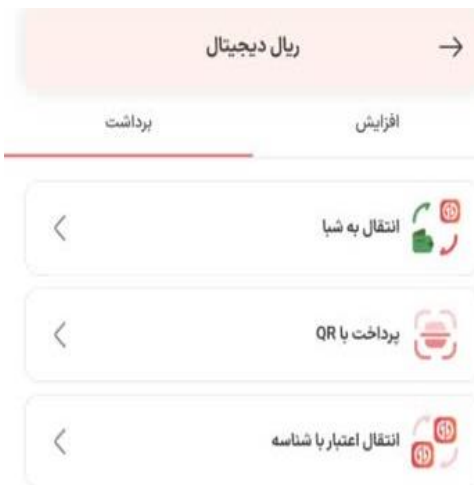 ریال دیجیتال
افزایش
برداشت
انتقال به شبا
پرداخت با QR
انتقال اعتبار با شناسه